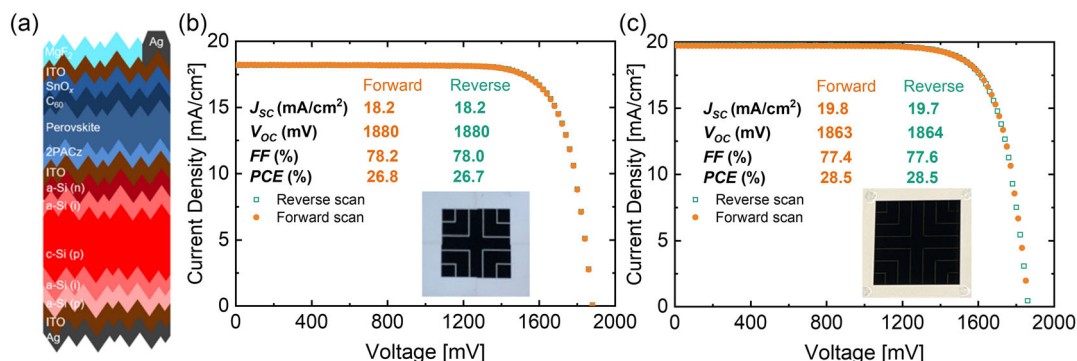 (a)
Ag
MgF₂
ITO
SnOₓ
C₆₀
Perovskite
2PACz
ITO
a-Si (n)
a-Si (i)
c-Si (p)
a-Si (i)
a-Si (p)
ITO
Ag
(b)
Current Density [mA/cm²]
20
15
10
5
0
Forward Reverse
J_SC (mA/cm²) 18.2 18.2
V_OC (mV) 1880 1880
FF (%) 78.2 78.0
PCE (%) 26.8 26.7
Reverse scan
Forward scan
0 400 800 1200 1600 2000
Voltage [mV]
(c)
Current Density [mA/cm²]
20
15
10
5
0
Forward Reverse
J_SC (mA/cm²) 19.8 19.7
V_OC (mV) 1863 1864
FF (%) 77.4 77.6
PCE (%) 28.5 28.5
Reverse scan
Forward scan
0 400 800 1200 1600 2000
Voltage [mV]